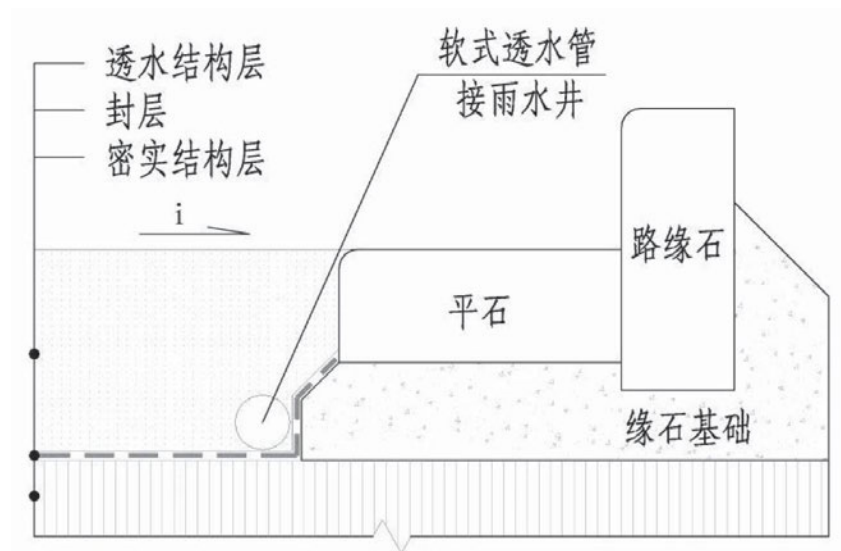 透水结构层
封层
密实结构层
软式透水管
接雨水井
i
路缘石
平石
缘石基础